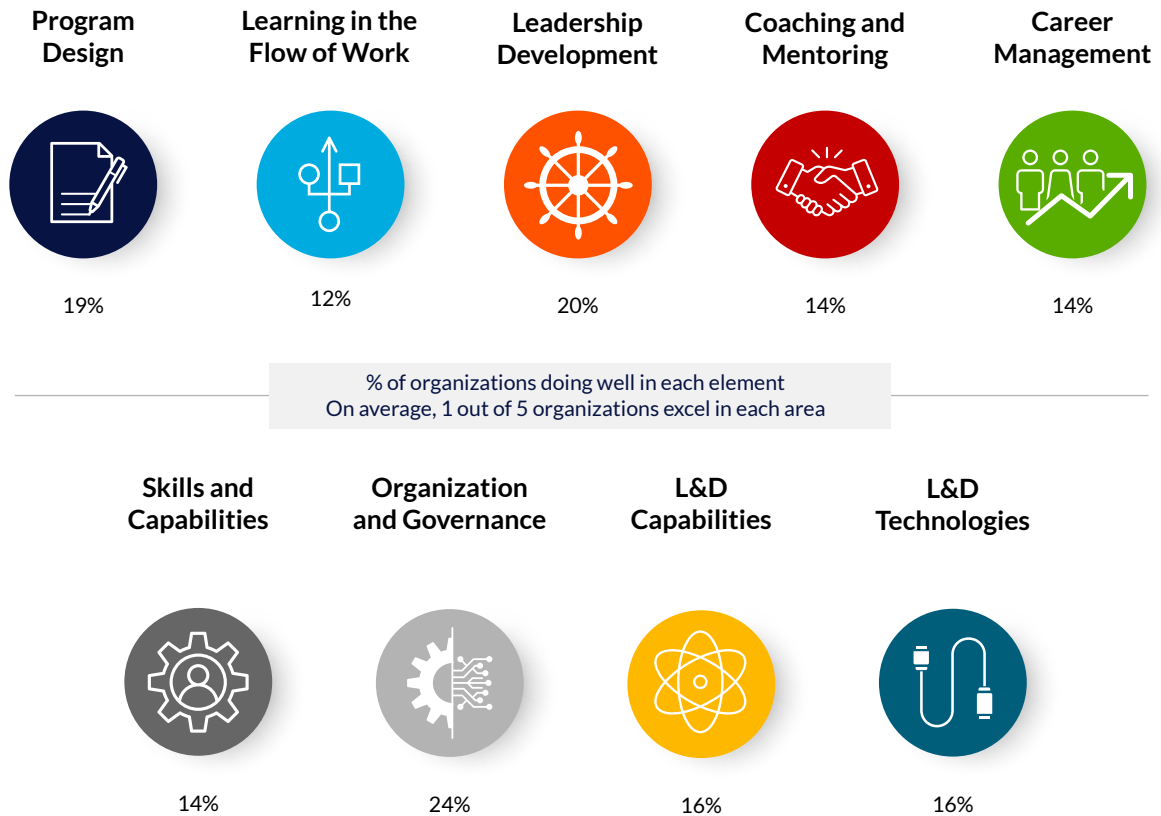 Program
Design
Learning in the
Flow of Work
Leadership
Development
Coaching and
Mentoring
Career
Management
19%
12%
20%
14%
14%
% of organizations doing well in each element
On average, 1 out of 5 organizations excel in each area
Skills and
Capabilities
Organization
and Governance
L&D
Capabilities
L&D
Technologies
14%
24%
16%
16%